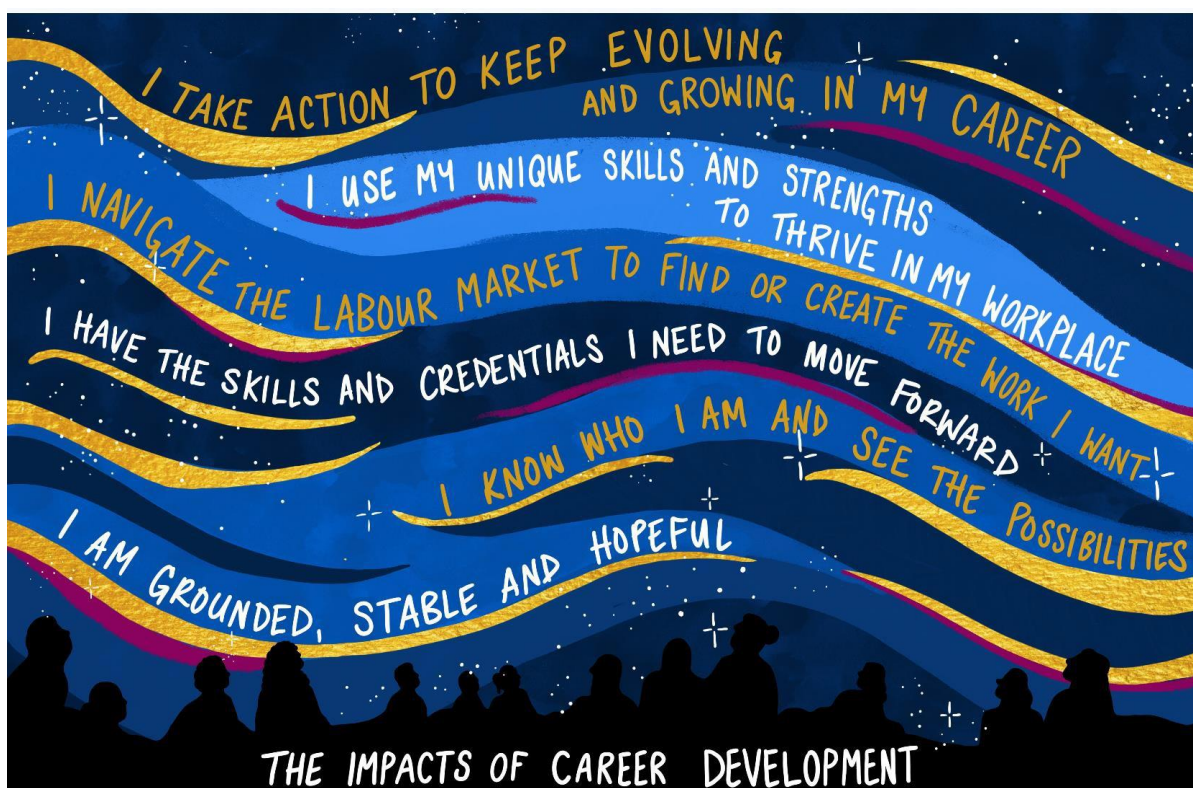 I TAKE ACTION TO KEEP EVOLVING
AND GROWING IN MY CAREER
I USE MY UNIQUE SKILLS AND STRENGTHS
TO THRIVE IN MY WORKPLACE
I NAVIGATE THE LABOUR MARKET TO FIND OR CREATE THE WORK I WANT
I HAVE THE SKILLS AND CREDENTIALS I NEED TO MOVE FORWARD
I KNOW WHO I AM AND SEE THE POSSIBILITIES
I AM GROUNDED, STABLE AND HOPEFUL
THE IMPACTS OF CAREER DEVELOPMENT